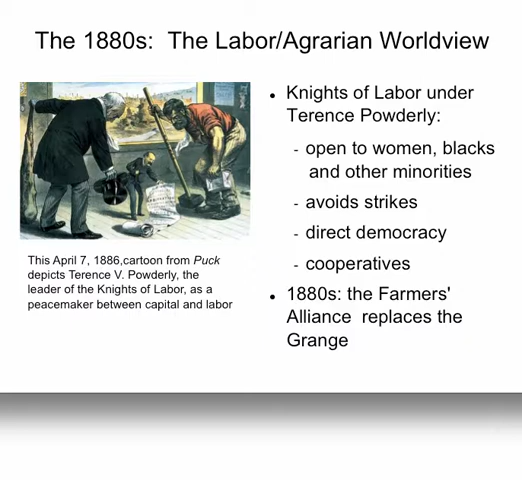 The 1880s:  The Labor/Agrarian Worldview
This April 7, 1886,cartoon from Puck
depicts Terence V. Powderly, the
leader of the Knights of Labor, as a
peacemaker between capital and labor
• Knights of Labor under
Terence Powderly:
- open to women, blacks
and other minorities
- avoids strikes
- direct democracy
- cooperatives
• 1880s: the Farmers'
Alliance  replaces the
Grange